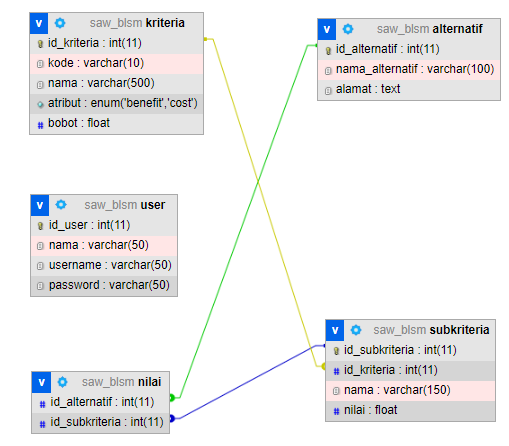 v saw_blsm kriteria
id_kriteria : int(11)
kode : varchar(10)
nama : varchar(500)
atribut : enum('benefit','cost')
# bobot : float
v saw_blsm alternatif
id_alternatif : int(11)
nama_alternatif : varchar(100)
alamat : text
v saw_blsm user
id_user : int(11)
nama : varchar(50)
username : varchar(50)
password : varchar(50)
v saw_blsm subkriteria
id_subkriteria : int(11)
# id_kriteria : int(11)
nama : varchar(150)
# nilai : float
v saw_blsm nilai
# id_alternatif : int(11)
# id_subkriteria : int(11)